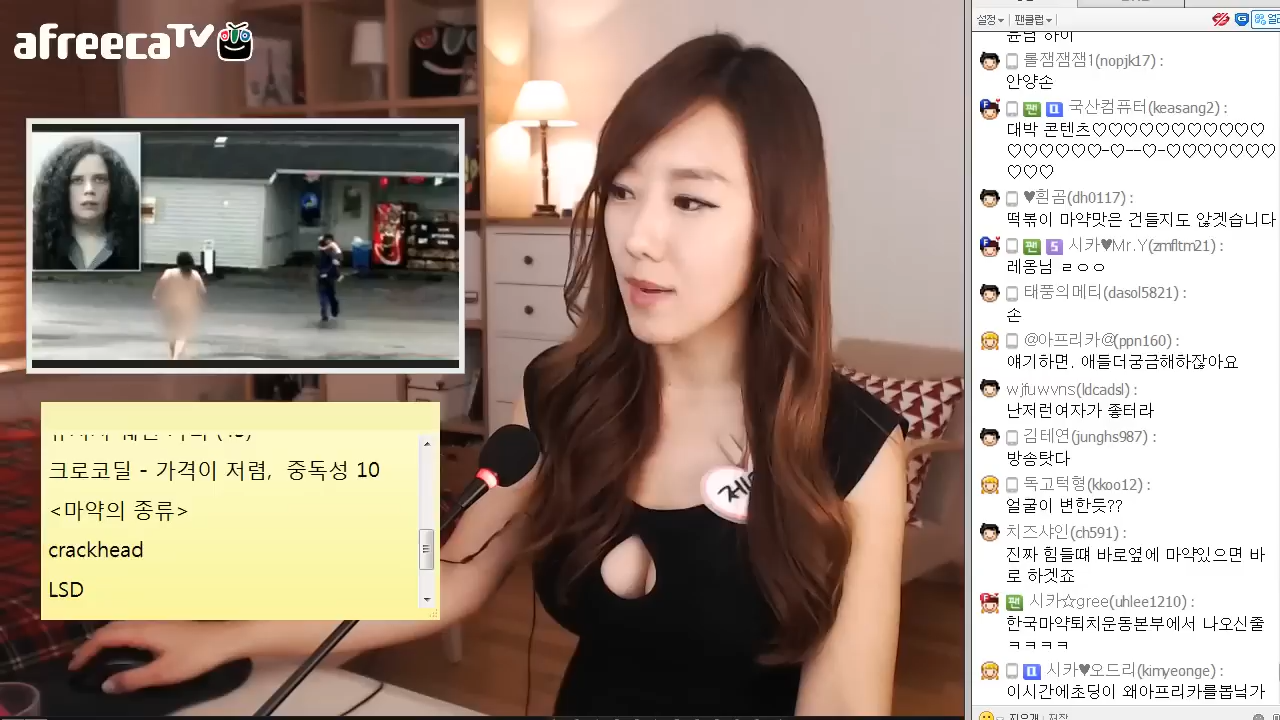 afreecaTV
크로코딜 - 가격이 저렴, 중독성 10
<마약의 종류>
crackhead
LSD
설정 팬클럽
윤님 하이
롤잼잼잼1(nopjk17) :
안양손
팬 국산컴퓨터(keasang2) :
대박 콘텐츠♡♡♡♡♡♡♡♡♡♡♡
♡♡♡♡♡♡-♡--♡-♡♡♡♡♡♡♡
♡♡♡
♥흰곰(dh0117) :
떡볶이 마약맞은 건들지도 않겠습니다
팬 S 시카♥Mr.Y(zmfltm21) :
레옹님 ㄹㅇㅇ
태풍의메티(dasol5821) :
손
@아프리카@(ppn160) :
얘기하면. 애들더궁금해하잖아요
wjfuwvns(ldcadsl) :
난저런여자가 좋터라
김테연(junghs987) :
방송탓다
독고턱형(kkoo12) :
얼굴이 변한듯??
치즈샤인(ch591) :
진짜 힘들떄 바로옆에 마약있으면 바
로 하겟죠
팬 시카☆gree(uhlee1210) :
한국마약퇴치운동본부에서 나오신줄
ㅋㅋㅋㅋ
시카♥오드리(kimyeonge) :
이시간에초딩이 왜아프리카를봅닐가